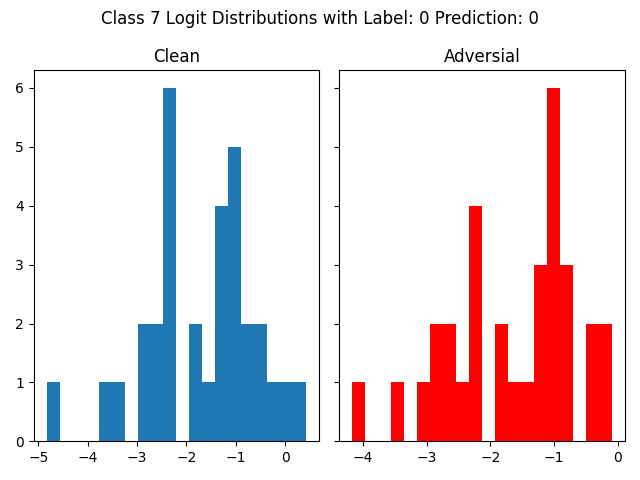 Class 7 Logit Distributions with Label: 0 Prediction: 0
Clean
Adversial
6
5
4
3
2
1
0
−5 −4 −3 −2 −1 0
−4 −3 −2 −1 0